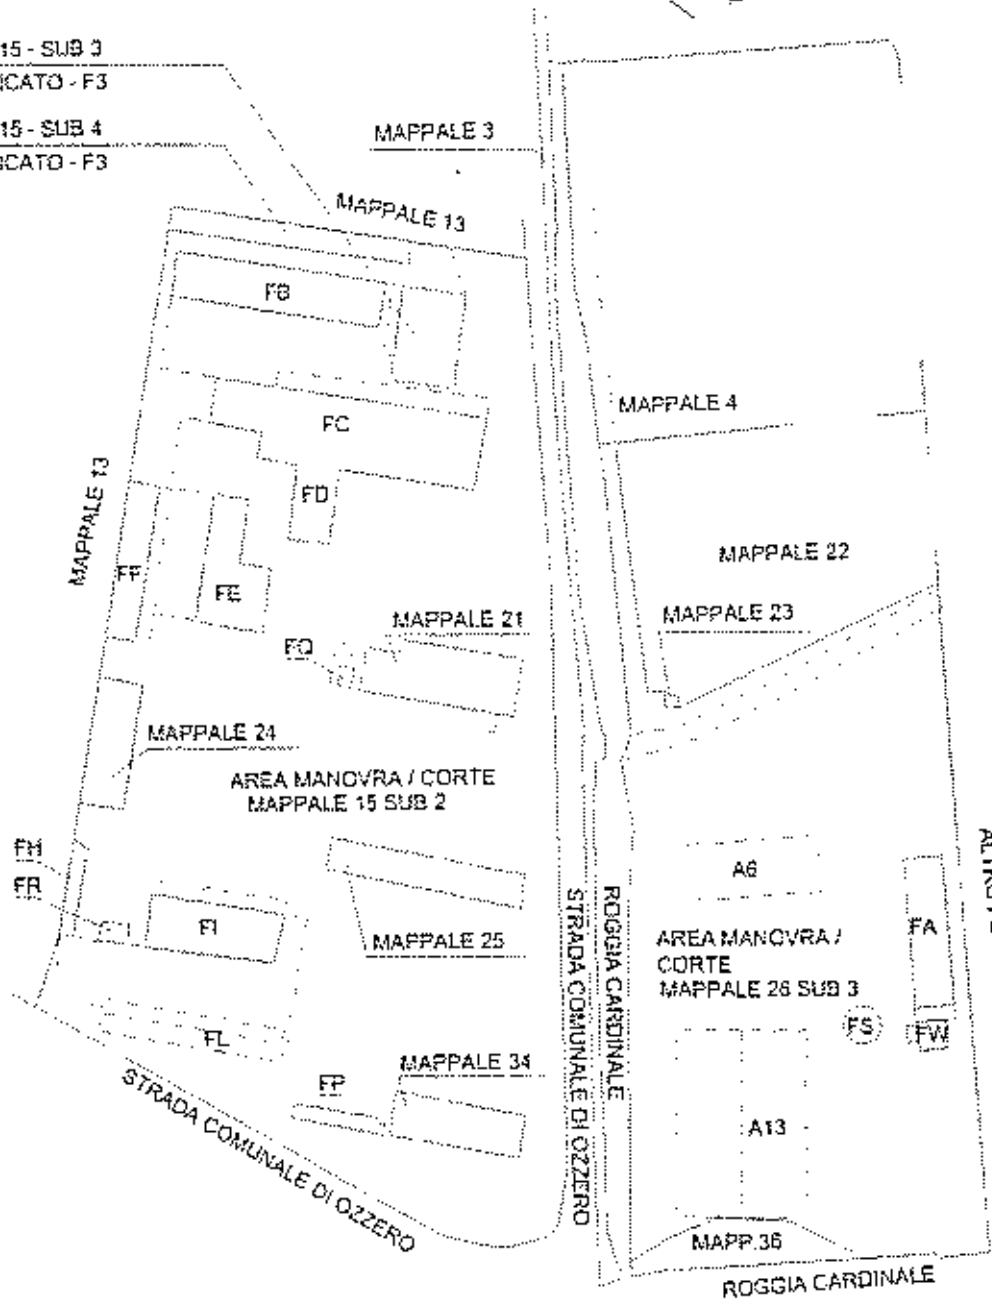 15 - SUB 3
CATO - F3
15 - SUB 4
CATO - F3
MAPPALE 3
MAPPALE 13
FB
FC
MAPPALE 4
MAPPALE 13
FD
MAPPALE 22
FF
FE
MAPPALE 21
MAPPALE 23
FO
MAPPALE 24
AREA MANOVRA / CORTE
MAPPALE 15 SUB 2
FH
FR
FI
MAPPALE 25
A6
AREA MANOVRA /
CORTE
MAPPALE 26 SUB 3
FA
FS
FW
ROGGIA CARDINALE
STRADA COMUNALE DI OZZERO
FL
FP
MAPPALE 34
STRADA COMUNALE DI OZZERO
A13
MAPP.36
ROGGIA CARDINALE